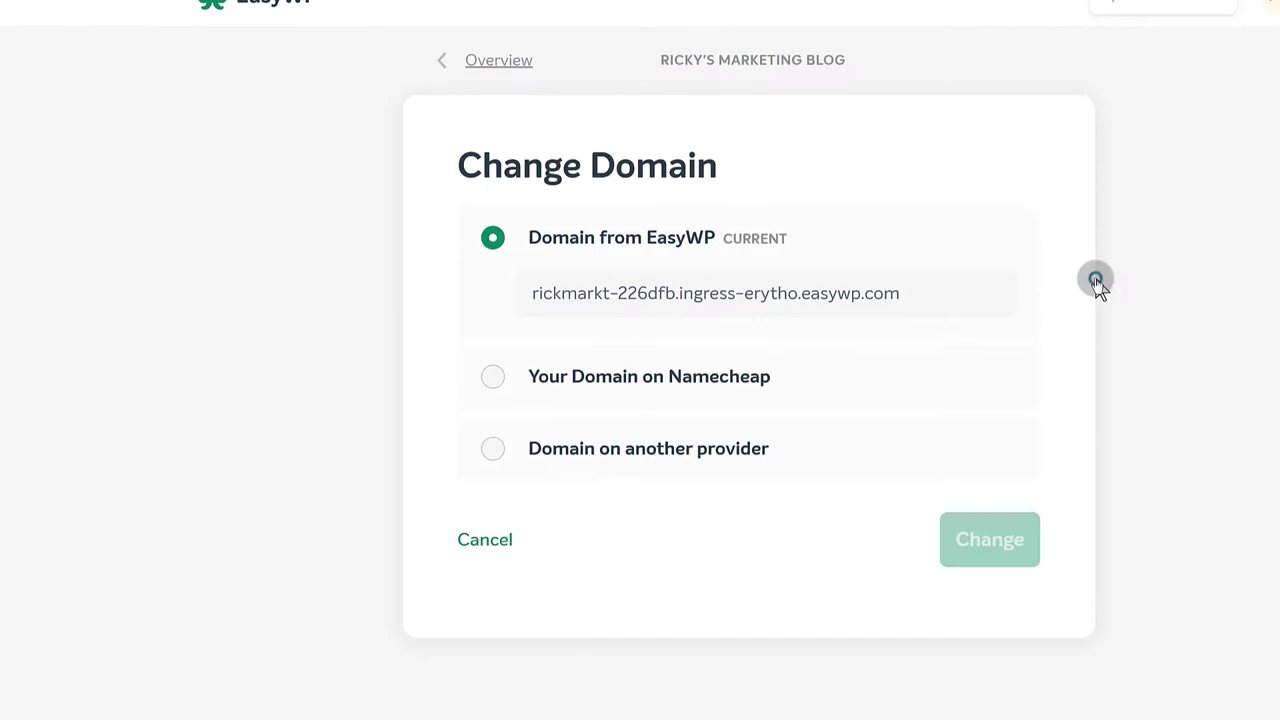 EasyWP
Overview
RICKY'S MARKETING BLOG
Change Domain
Domain from EasyWP CURRENT
rickmarkt-226dfb.ingress-erytho.easywp.com
Your Domain on Namecheap
Domain on another provider
Cancel
Change